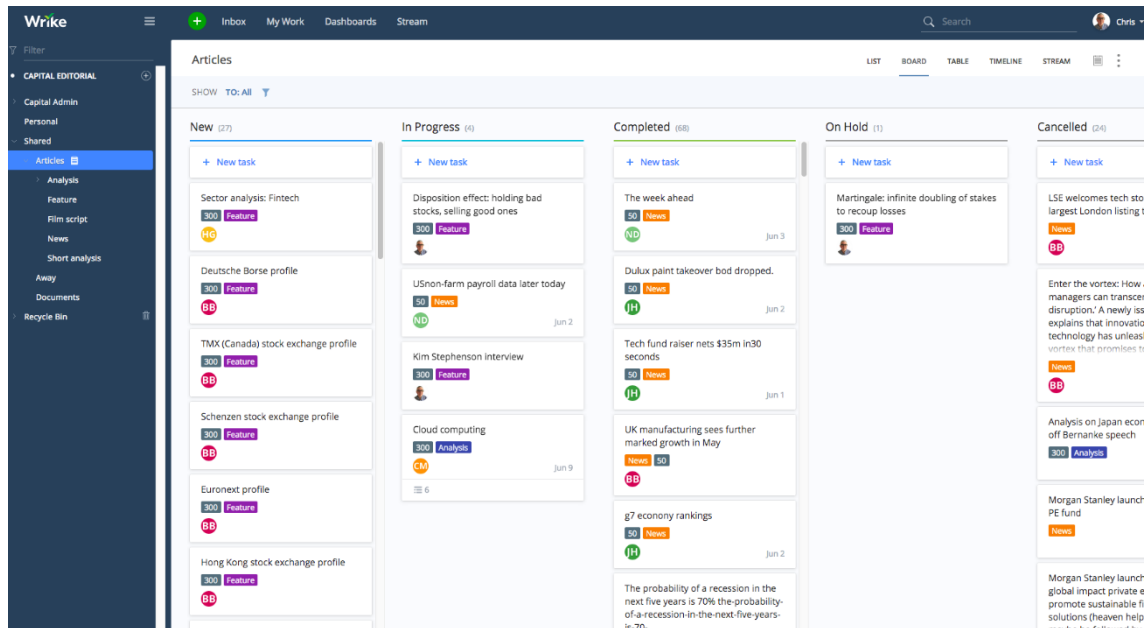 Wrike
Inbox My Work Dashboards Stream
Search
Chris
Filter
CAPITAL EDITORIAL
Capital Admin
Personal
Shared
Articles
Analysis
Feature
Film script
News
Short analysis
Away
Documents
Recycle Bin
Articles
LIST BOARD TABLE TIMELINE STREAM
SHOW TO: All
New (27)
+ New task
Sector analysis: Fintech
300 Feature
HG
Deutsche Borse profile
300 Feature
BB
TMX (Canada) stock exchange profile
300 Feature
BB
Schenzen stock exchange profile
300 Feature
BB
Euronext profile
300 Feature
BB
Hong Kong stock exchange profile
300 Feature
BB
In Progress (4)
+ New task
Disposition effect: holding bad
stocks, selling good ones
300 Feature
USnon-farm payroll data later today
50 News
ND Jun 2
Kim Stephenson interview
300 Feature
Cloud computing
300 Analysis
CM Jun 9
6
Completed (68)
+ New task
The week ahead
50 News
ND Jun 3
Dulux paint takeover bod dropped.
50 News
JH Jun 2
Tech fund raiser nets $35m in30
seconds
50 News
JH Jun 1
UK manufacturing sees further
marked growth in May
News 50
BB
g7 econony rankings
50 News
JH Jun 2
The probability of a recession in the
next five years is 70% the-probability-
of-a-recession-in-the-next-five-years-
is-70-
On Hold (1)
+ New task
Martingale: infinite doubling of stakes
to recoup losses
300 Feature
Cancelled (24)
+ New task
LSE welcomes tech sto
largest London listing t
News
BB
Enter the vortex: How
managers can transce
disruption.' A newly iss
explains that innovatio
technology has unleas
vortex that promises t
News
BB
Analysis on Japan econ
off Bernanke speech
300 Analysis
Morgan Stanley launch
PE fund
News
Morgan Stanley launch
global impact private e
promote sustainable fi
solutions (heaven help